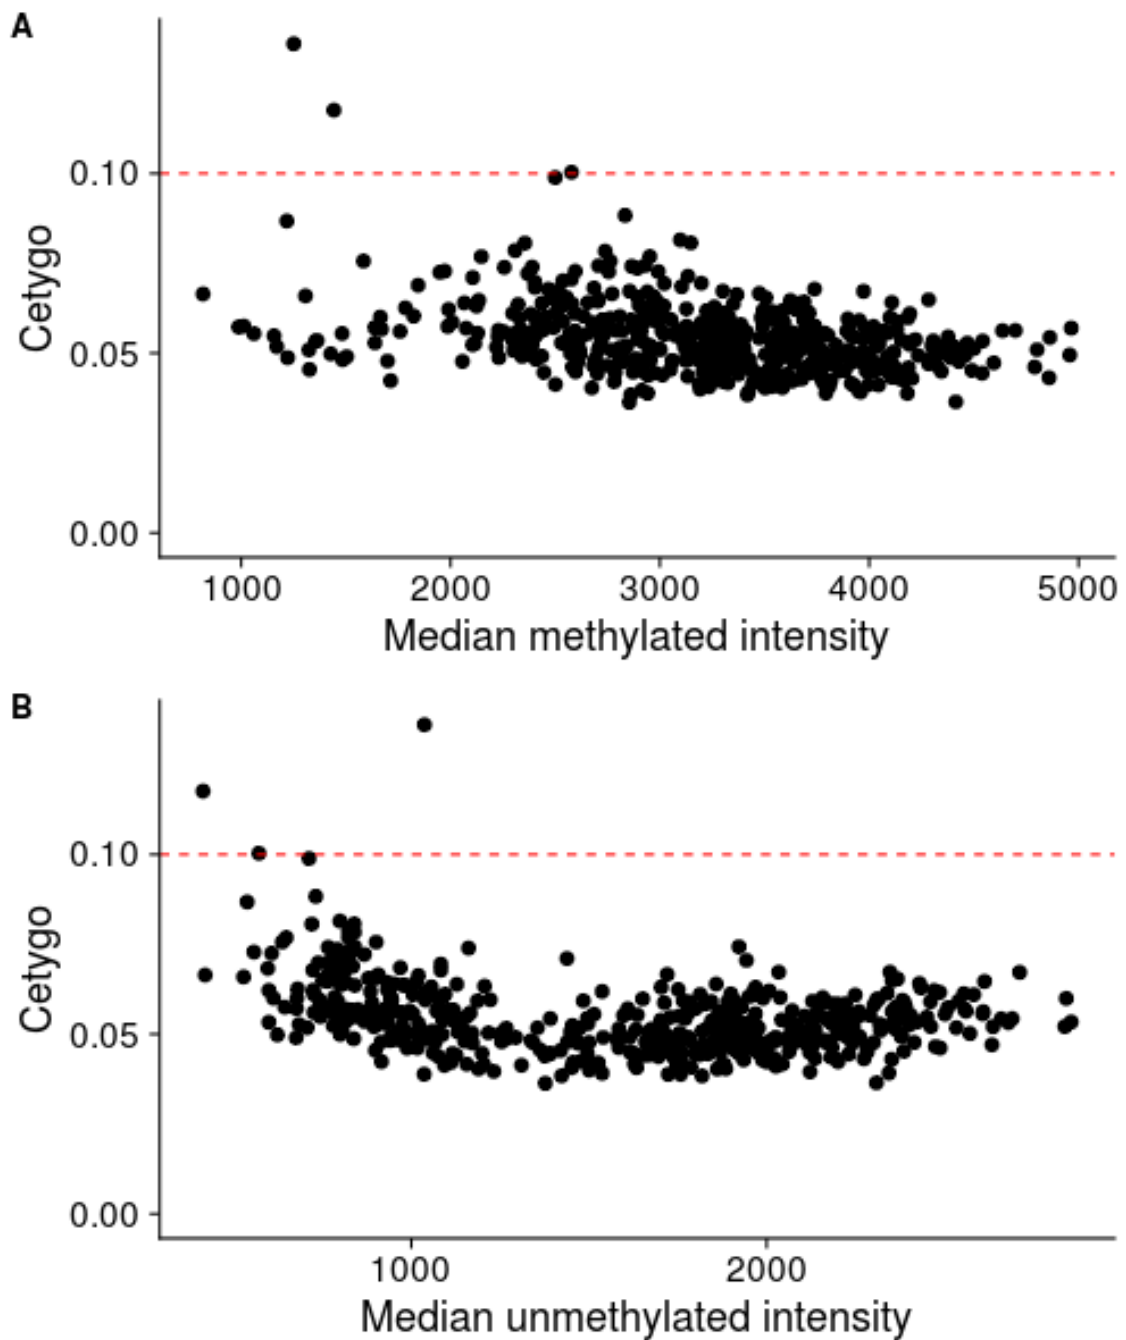 A
Cetygo
0.10
0.05
0.00
1000 2000 3000 4000 5000
Median methylated intensity
B
Cetygo
0.10
0.05
0.00
1000 2000
Median unmethylated intensity